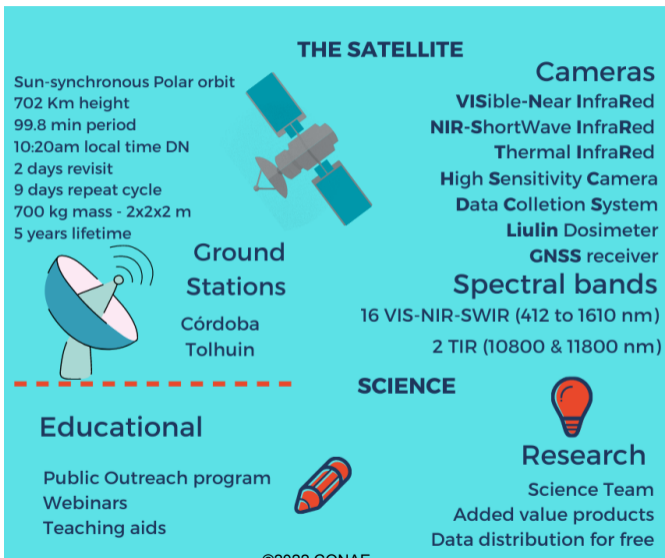 THE SATELLITE
Sun-synchronous Polar orbit
702 Km height
99.8 min period
10:20am local time DN
2 days revisit
9 days repeat cycle
700 kg mass - 2x2x2 m
5 years lifetime
Cameras
VISible-Near InfraRed
NIR-ShortWave InfraRed
Thermal InfraRed
High Sensitivity Camera
Data Colletion System
Liulin Dosimeter
GNSS receiver
Ground
Stations
Córdoba
Tolhuin
Spectral bands
16 VIS-NIR-SWIR (412 to 1610 nm)
2 TIR (10800 & 11800 nm)
SCIENCE
Educational
Public Outreach program
Webinars
Teaching aids
Research
Science Team
Added value products
Data distribution for free